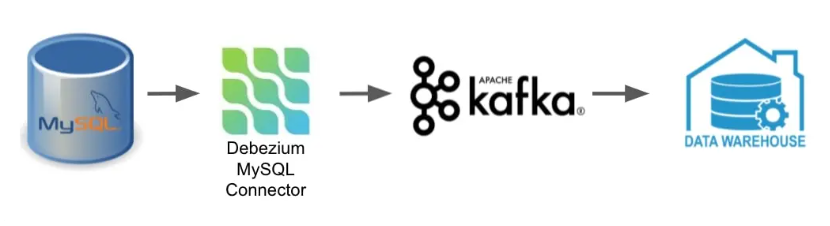 MySQL
Debezium
MySQL
Connector
APACHE
kafka®
DATA WAREHOUSE